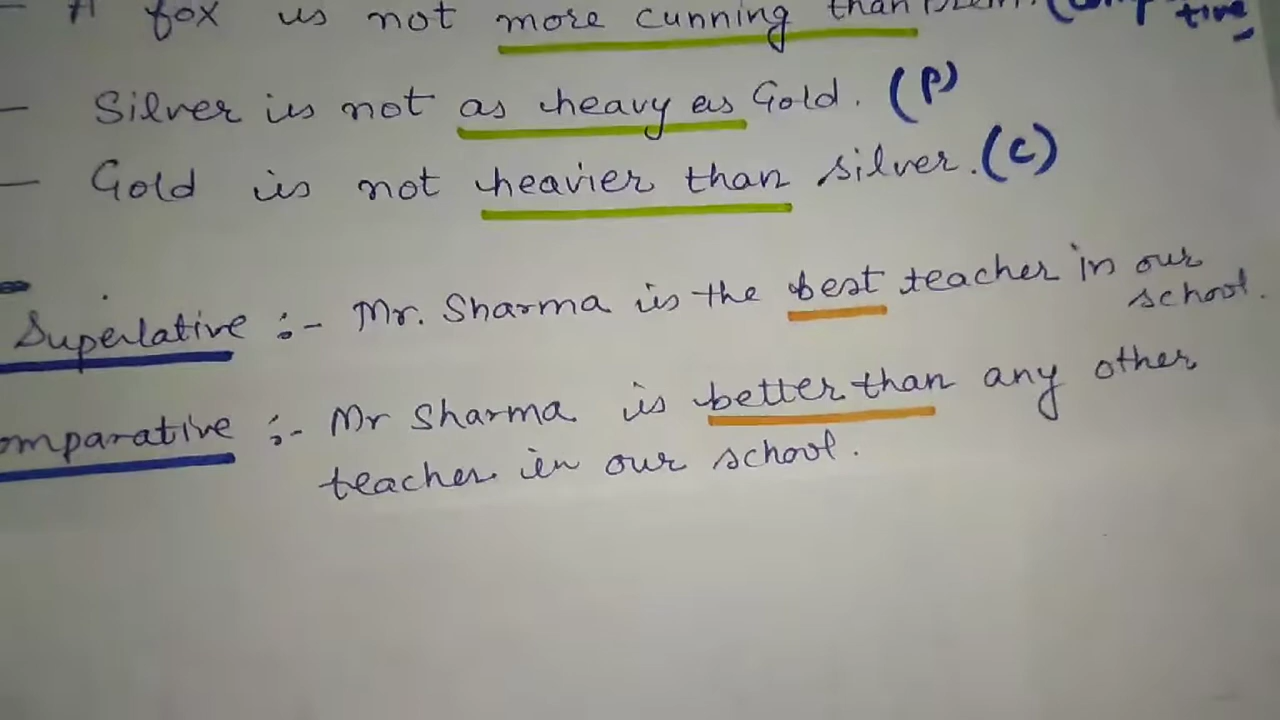 - A fox is not more cunning than
- Silver is not as heavy as Gold. (P)
- Gold is not heavier than silver. (C)
Superlative :- Mr. Sharma is the best teacher in our school.
omparative :- Mr Sharma is better than any other
teacher in our school.